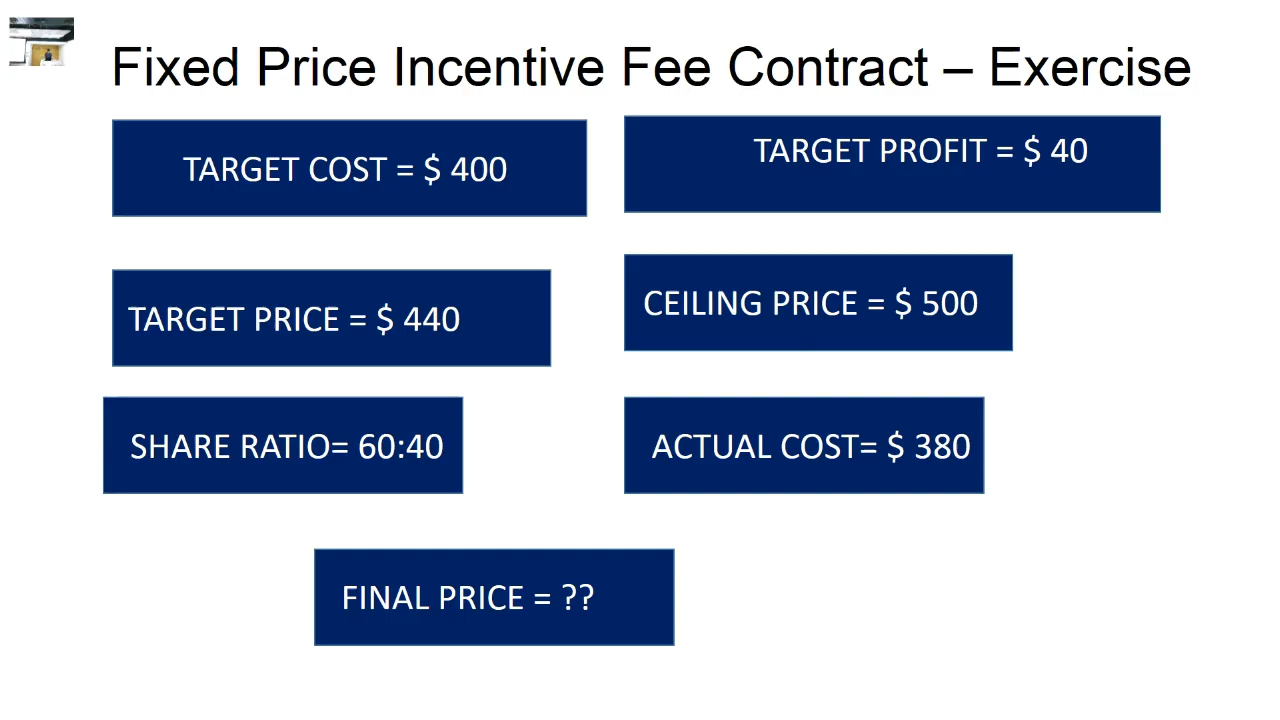 Fixed Price Incentive Fee Contract – Exercise
TARGET COST = $ 400
TARGET PROFIT = $ 40
TARGET PRICE = $ 440
CEILING PRICE = $ 500
SHARE RATIO= 60:40
ACTUAL COST= $ 380
FINAL PRICE = ??